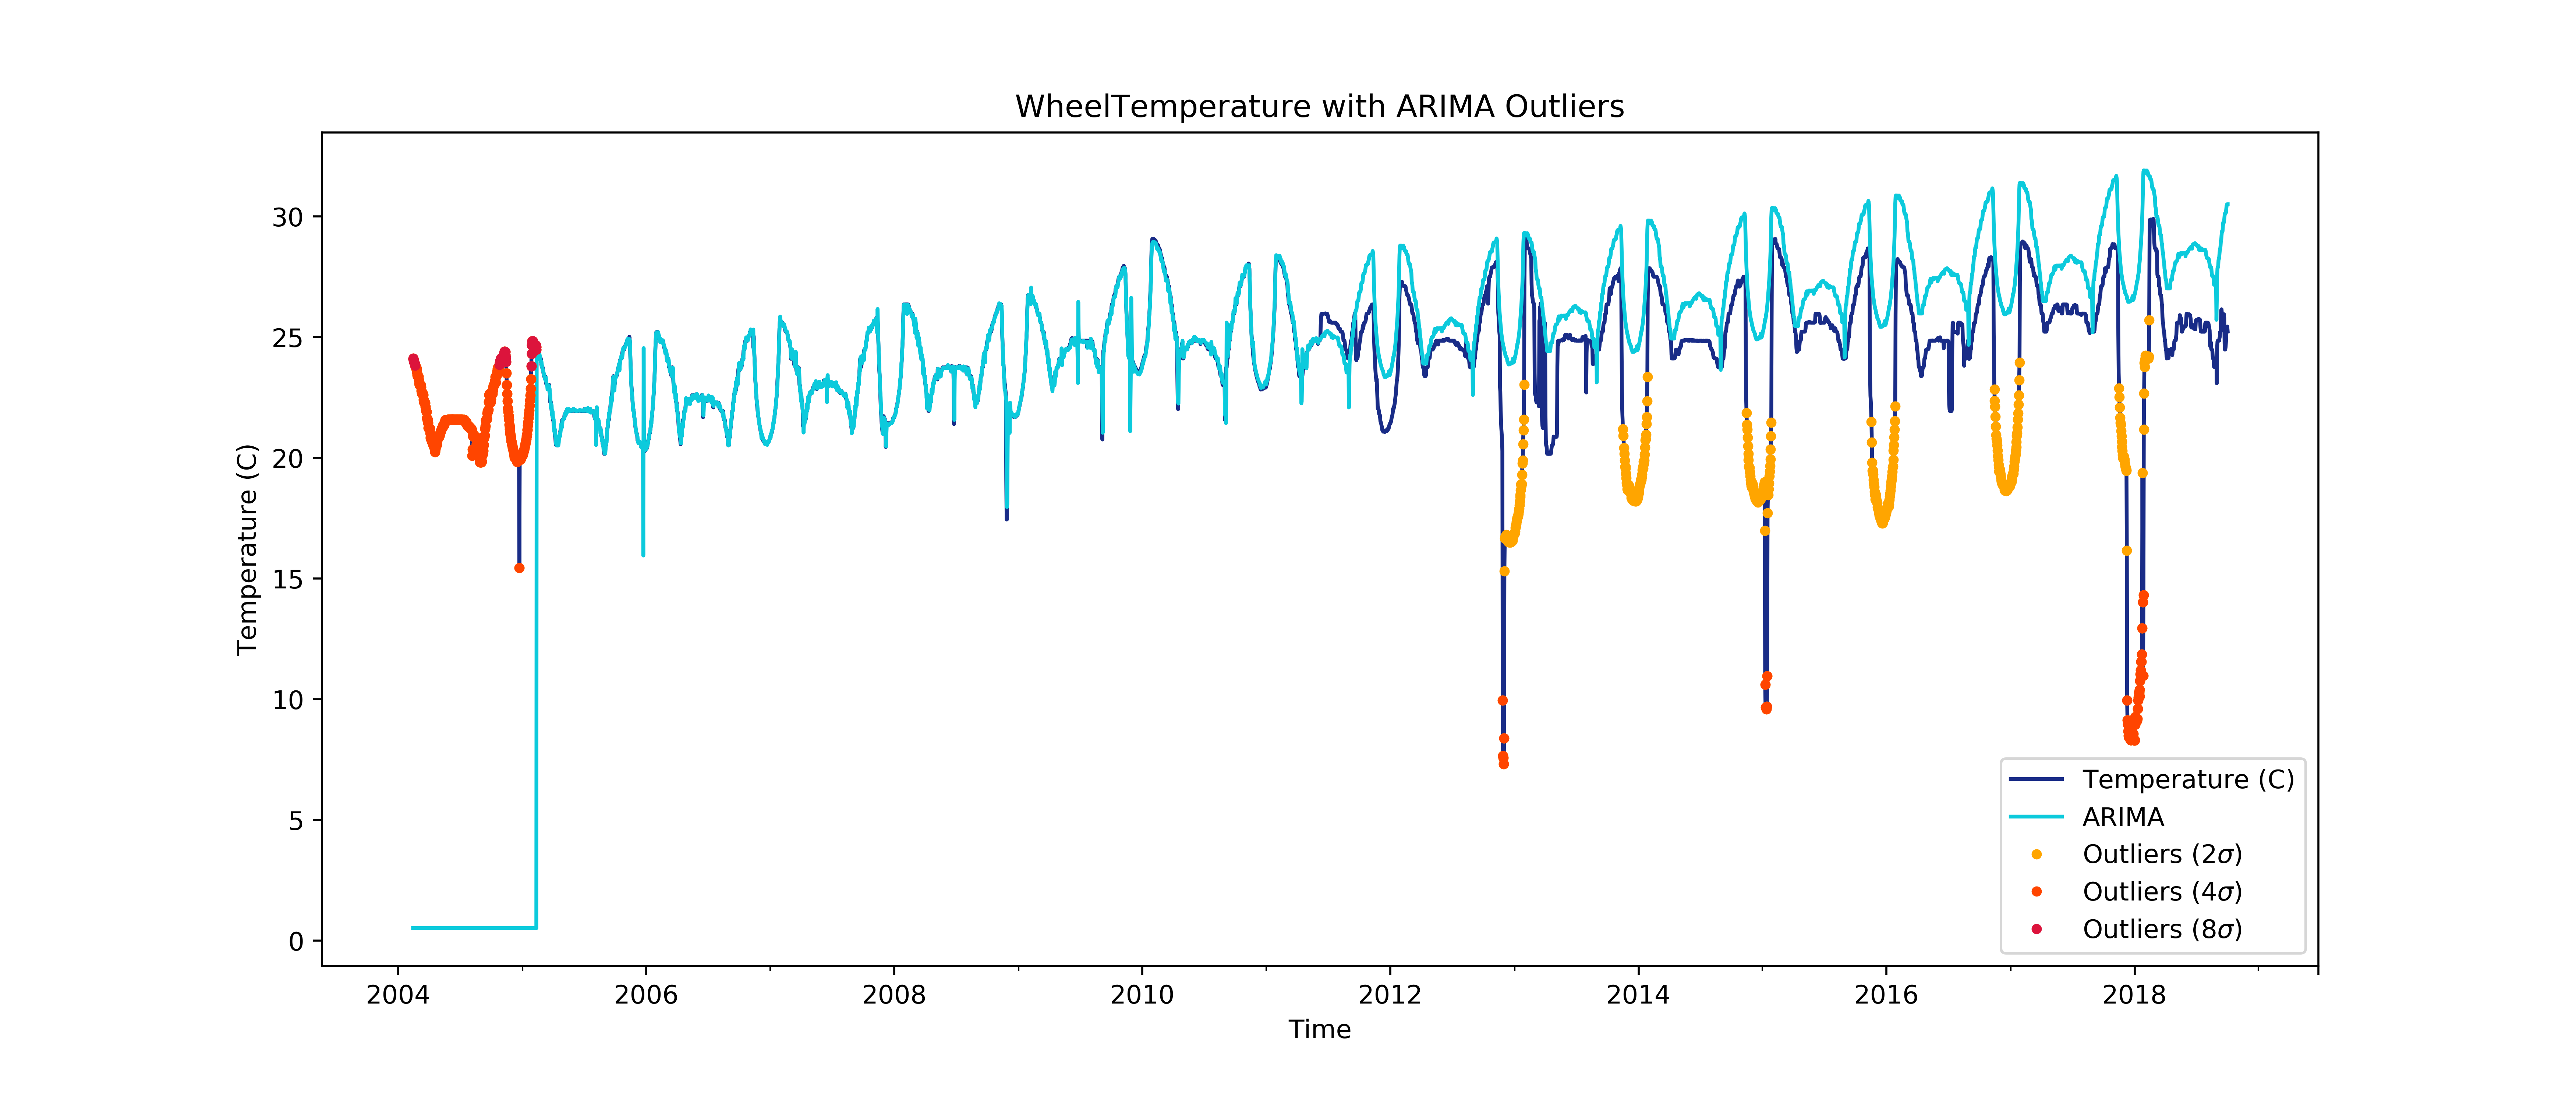 WheelTemperature with ARIMA Outliers
Temperature (C)
30
25
20
15
10
5
0
2004 2006 2008 2010 2012 2014 2016 2018
Time
Temperature (C)
ARIMA
Outliers (2σ)
Outliers (4σ)
Outliers (8σ)